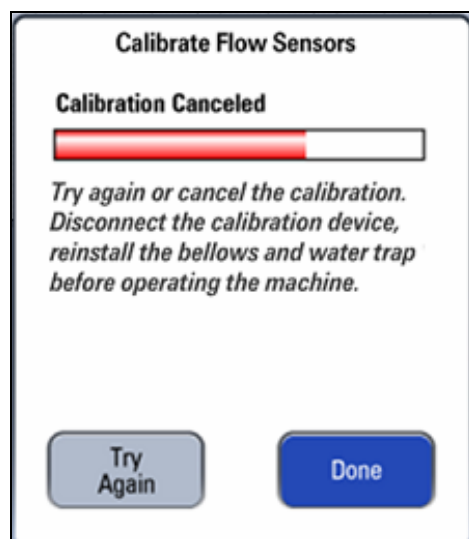 Calibrate Flow Sensors
Calibration Canceled
Try again or cancel the calibration.
Disconnect the calibration device,
reinstall the bellows and water trap
before operating the machine.
Try
Again
Done